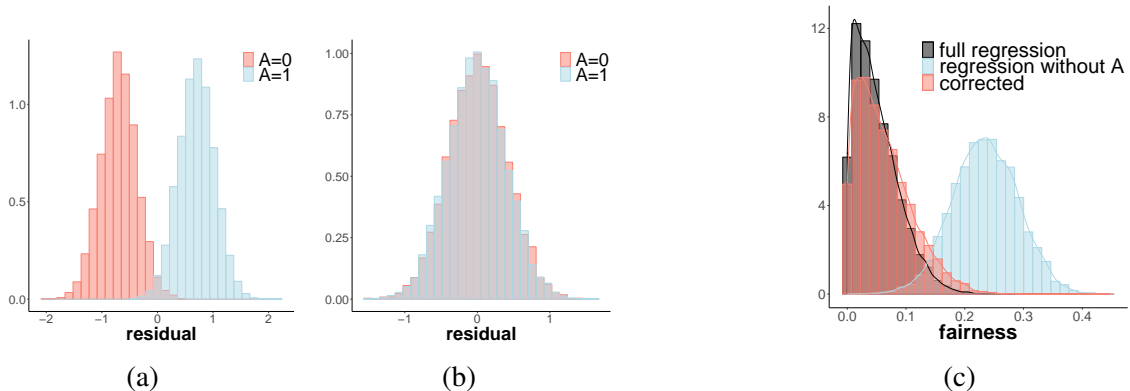 A=0
A=1
1.0
0.5
0.0
−2
−1
0
1
2
residual
(a)
A=0
A=1
1.00
0.75
0.50
0.25
0.00
−1
0
1
residual
(b)
full regression
regression without A
corrected
12
8
4
0
0.0
0.1
0.2
0.3
0.4
fairness
(c)